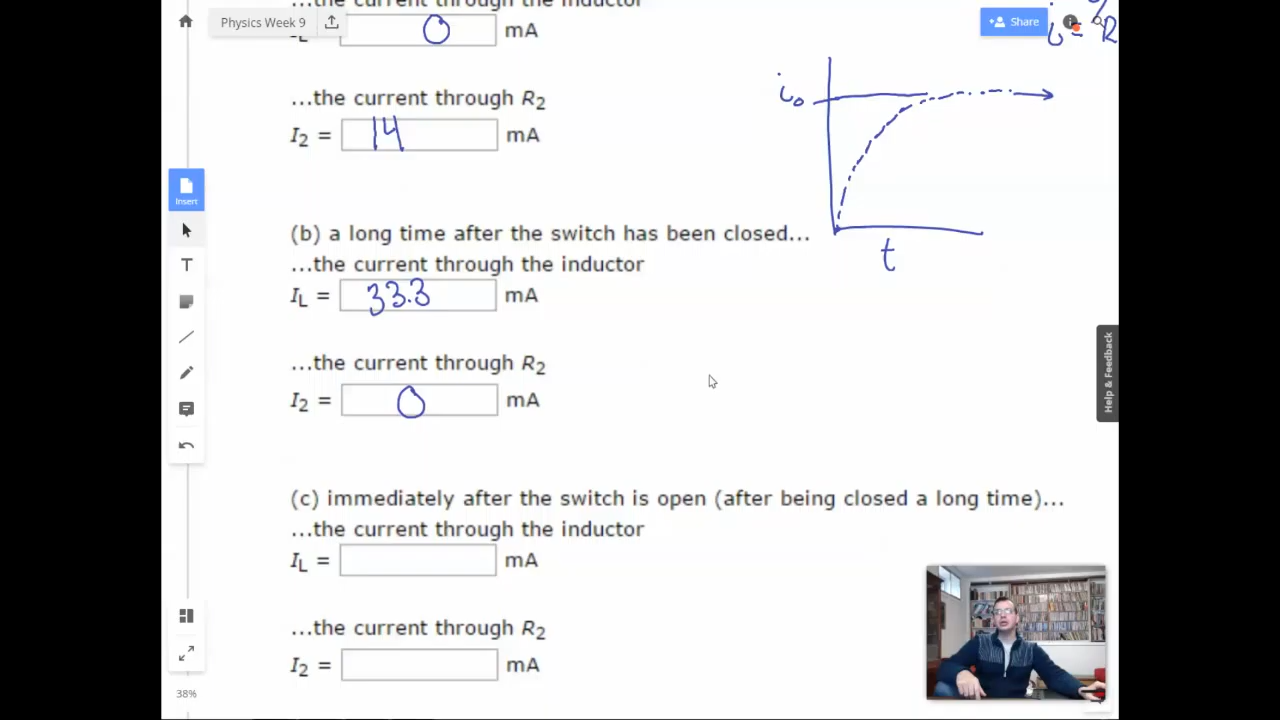 ...the current through the inductor
Physics Week 9
Share
IL = 0 mA
i = R
...the current through R2
I2 = 14 mA
i0
t
Insert
(b) a long time after the switch has been closed...
...the current through the inductor
IL = 33.3 mA
...the current through R2
I2 = 0 mA
Help & Feedback
(c) immediately after the switch is open (after being closed a long time)...
...the current through the inductor
IL = mA
...the current through R2
I2 = mA
38%